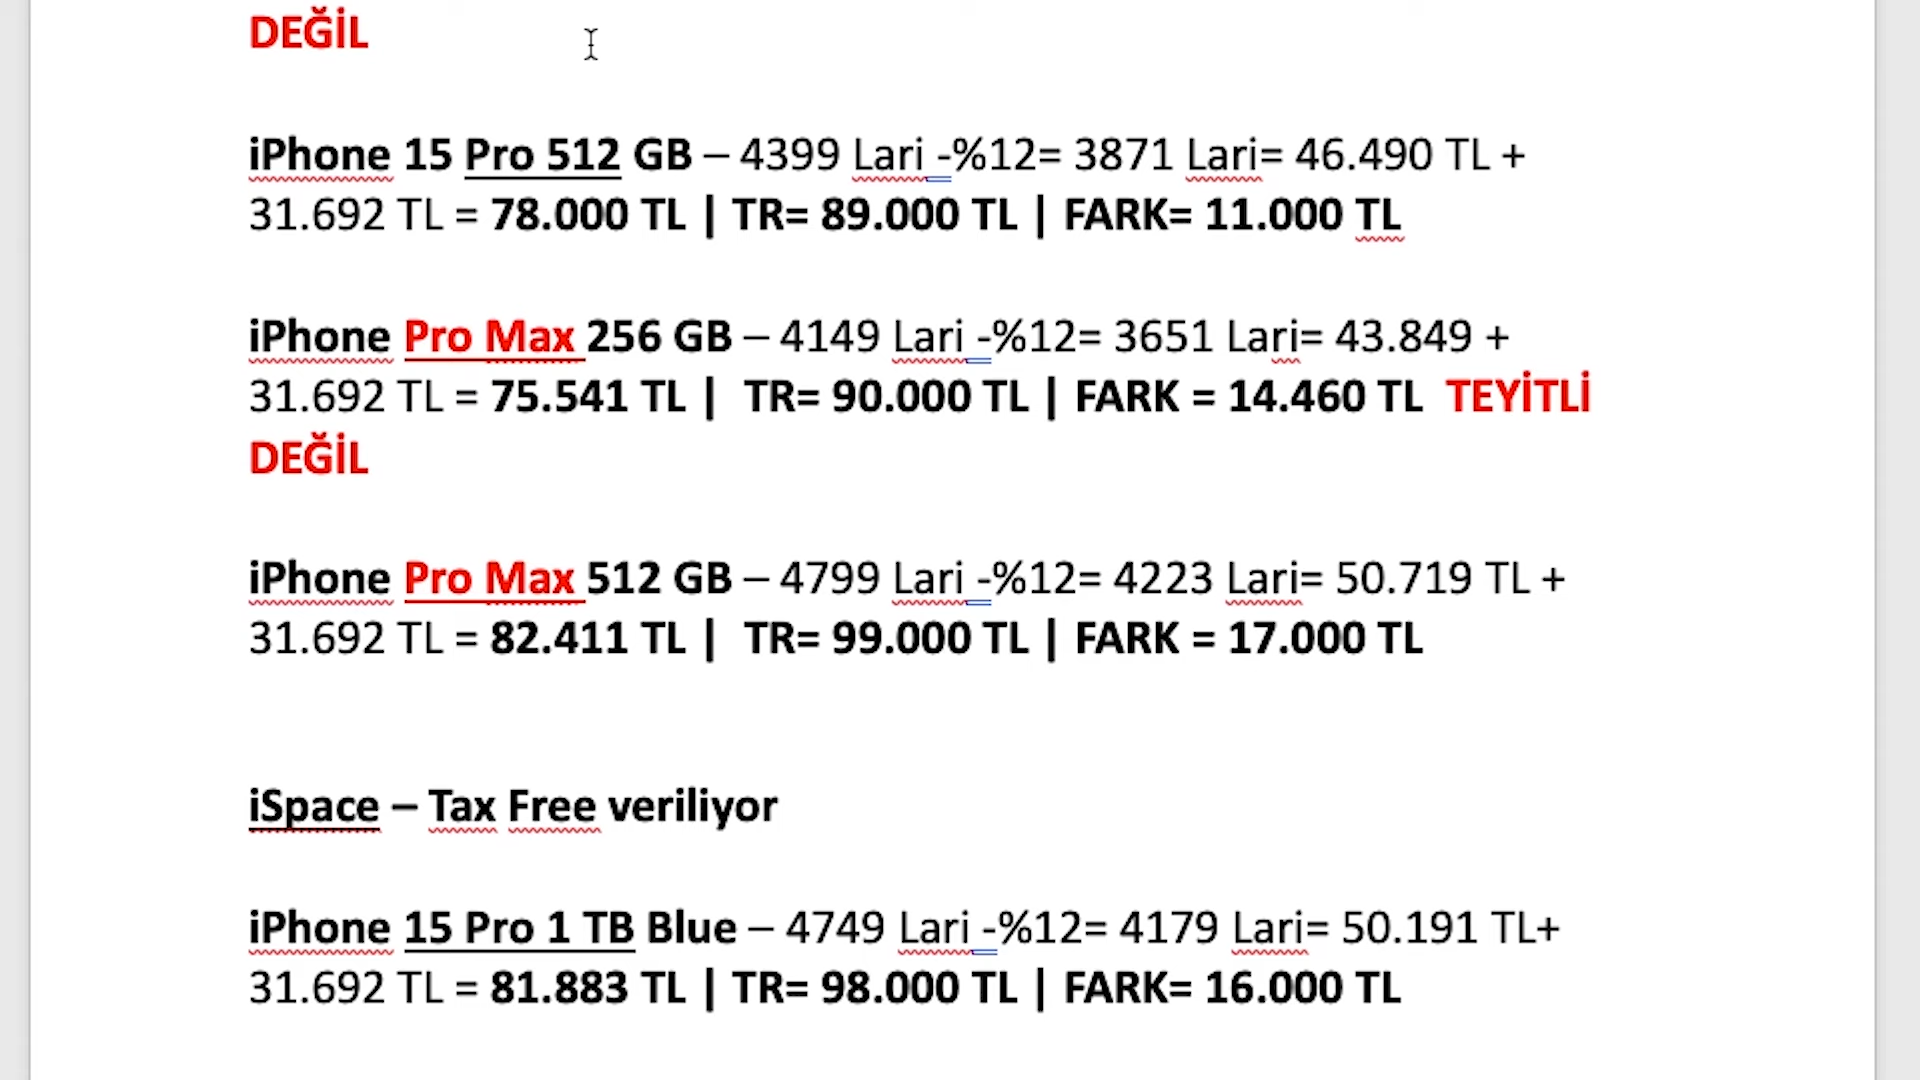 DEĞİL
iPhone 15 Pro 512 GB – 4399 Lari -%12= 3871 Lari= 46.490 TL +
31.692 TL = 78.000 TL | TR= 89.000 TL | FARK= 11.000 TL
iPhone Pro Max 256 GB – 4149 Lari -%12= 3651 Lari= 43.849 +
31.692 TL = 75.541 TL | TR= 90.000 TL | FARK = 14.460 TL TEYİTLİ
DEĞİL
iPhone Pro Max 512 GB – 4799 Lari -%12= 4223 Lari= 50.719 TL +
31.692 TL = 82.411 TL | TR= 99.000 TL | FARK = 17.000 TL
iSpace – Tax Free veriliyor
iPhone 15 Pro 1 TB Blue – 4749 Lari -%12= 4179 Lari= 50.191 TL+
31.692 TL = 81.883 TL | TR= 98.000 TL | FARK= 16.000 TL